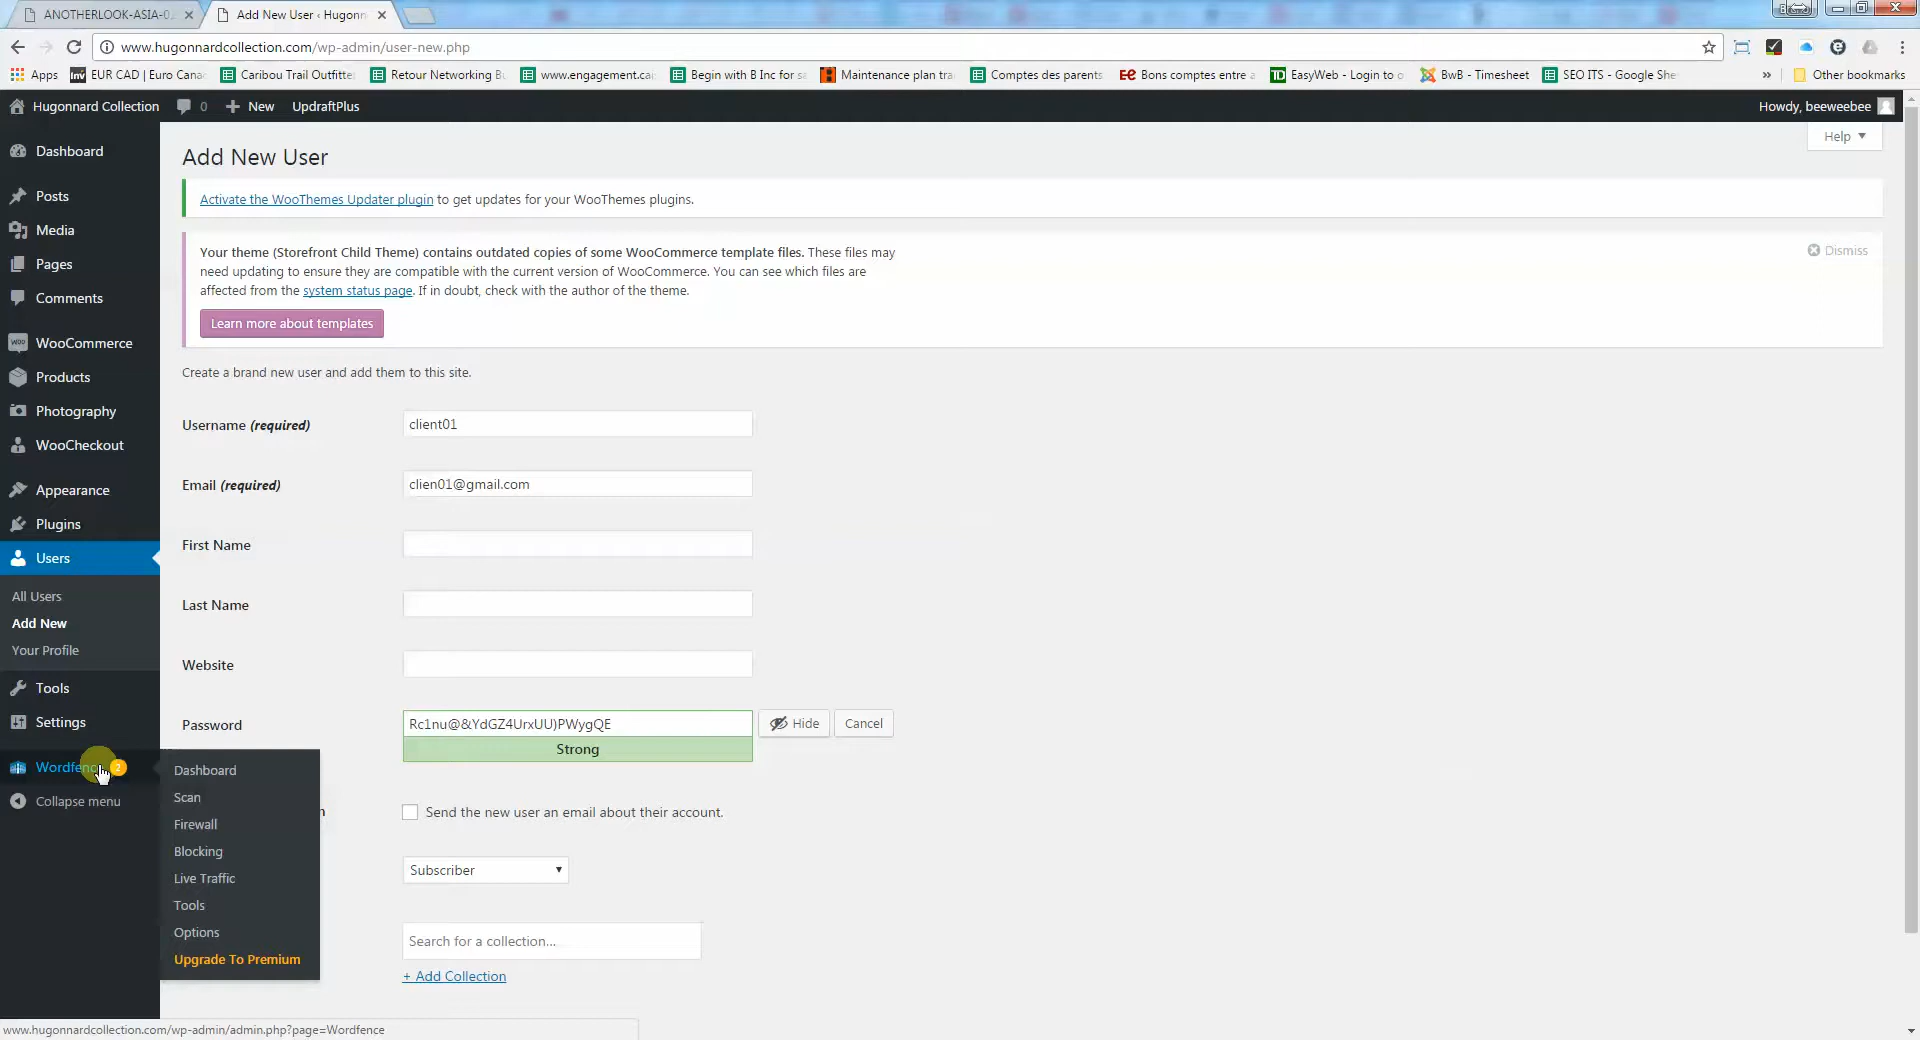 ANOTHERLOOK-ASIA-0
Add New User ‹ Hugonn
www.hugonnardcollection.com/wp-admin/user-new.php
Apps
EUR CAD | Euro Cana
Caribou Trail Outfitte
Retour Networking B
www.engagement.ca
Begin with B Inc for sa
Maintenance plan tra
Comptes des parents
Bons comptes entre a
EasyWeb - Login to
BwB - Timesheet
SEO ITS - Google She
»
Other bookmarks
Hugonnard Collection
0
New
UpdraftPlus
Howdy, beeweebee
Help
Dashboard
Posts
Media
Pages
Comments
WooCommerce
Products
Photography
WooCheckout
Appearance
Plugins
Users
All Users
Add New
Your Profile
Tools
Settings
2
Collapse menu
Dashboard
Scan
Firewall
Blocking
Live Traffic
Tools
Options
Upgrade To Premium
Add New User
Activate the WooThemes Updater plugin to get updates for your WooThemes plugins.
Your theme (Storefront Child Theme) contains outdated copies of some WooCommerce template files. These files may
need updating to ensure they are compatible with the current version of WooCommerce. You can see which files are
affected from the system status page. If in doubt, check with the author of the theme.
Dismiss
Learn more about templates
Create a brand new user and add them to this site.
Username (required)
client01
Email (required)
clien01@gmail.com
First Name
Last Name
Website
Password
Rc1nu@&YdGZ4UrxUU)PWygQE
Hide
Cancel
Strong
Send the new user an email about their account.
Subscriber
Search for a collection...
+ Add Collection
www.hugonnardcollection.com/wp-admin/admin.php?page=Wordfence